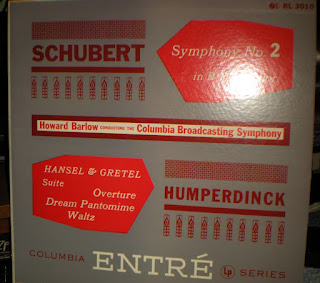 RL 3010
SCHUBERT
Symphony No. 2
in B
Howard Barlow CONDUCTING THE Columbia Broadcasting Symphony
HANSEL & GRETEL
Suite
Overture
Dream Pantomime
Waltz
HUMPERDINCK
COLUMBIA ENTRÉ Lp SERIES